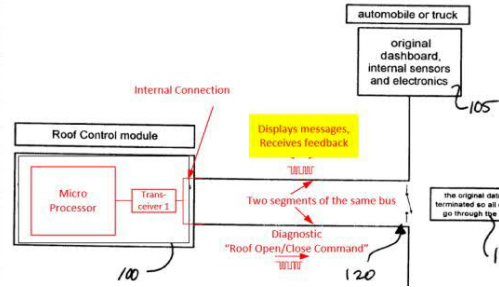 automobile or truck
original
dashboard,
internal sensors
and electronics
105
Internal Connection
Roof Control module
Displays messages,
Receives feedback
Micro
Processor
Trans-
ceiver 1
Two segments of the same bus
the original dat
terminated so all
go through the
Diagnostic
"Roof Open/Close Command"
100
120
1